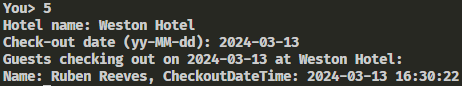 You> 5
Hotel name: Weston Hotel
Check-out date (yy-MM-dd): 2024-03-13
Guests checking out on 2024-03-13 at Weston Hotel:
Name: Ruben Reeves, CheckoutDateTime: 2024-03-13 16:30:22